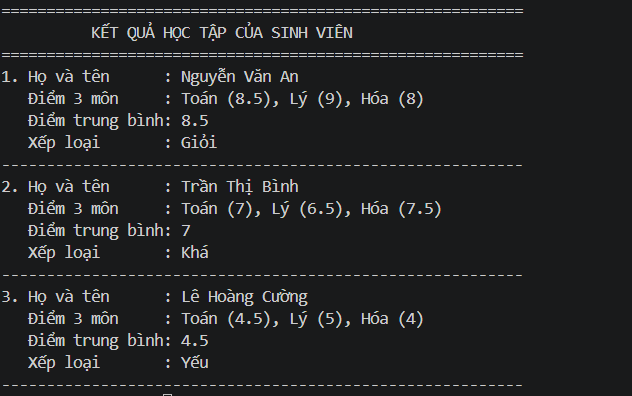 ==========================================================
KẾT QUẢ HỌC TẬP CỦA SINH VIÊN
==========================================================
1. Họ và tên      : Nguyễn Văn An
   Điểm 3 môn     : Toán (8.5), Lý (9), Hóa (8)
   Điểm trung bình: 8.5
   Xếp loại       : Giỏi
----------------------------------------------------------
2. Họ và tên      : Trần Thị Bình
   Điểm 3 môn     : Toán (7), Lý (6.5), Hóa (7.5)
   Điểm trung bình: 7
   Xếp loại       : Khá
----------------------------------------------------------
3. Họ và tên      : Lê Hoàng Cường
   Điểm 3 môn     : Toán (4.5), Lý (5), Hóa (4)
   Điểm trung bình: 4.5
   Xếp loại       : Yếu
----------------------------------------------------------